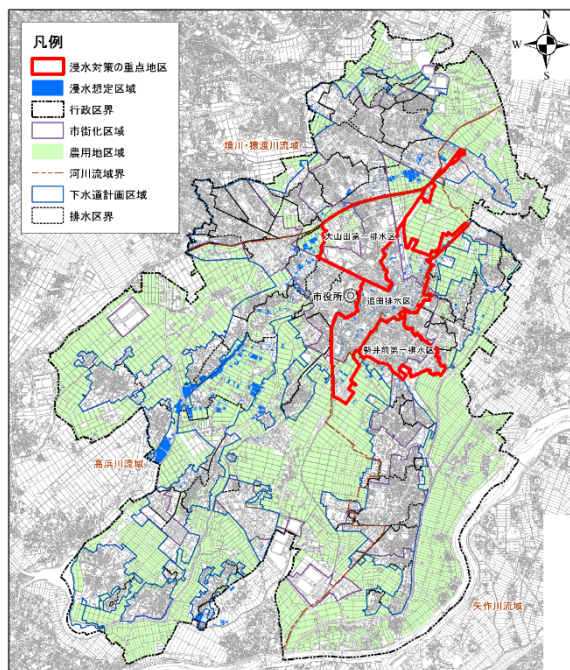 凡例
浸水対策の重点地区
浸水想定区域
行政区界
市街化区域
農用地区域
河川流域界
下水道計画区域
排水区界
N
W
S
境川・猿渡川流域
大山田第一排水区
市役所
追田排水区
勢井前第一排水区
高浜川流域
矢作川流域